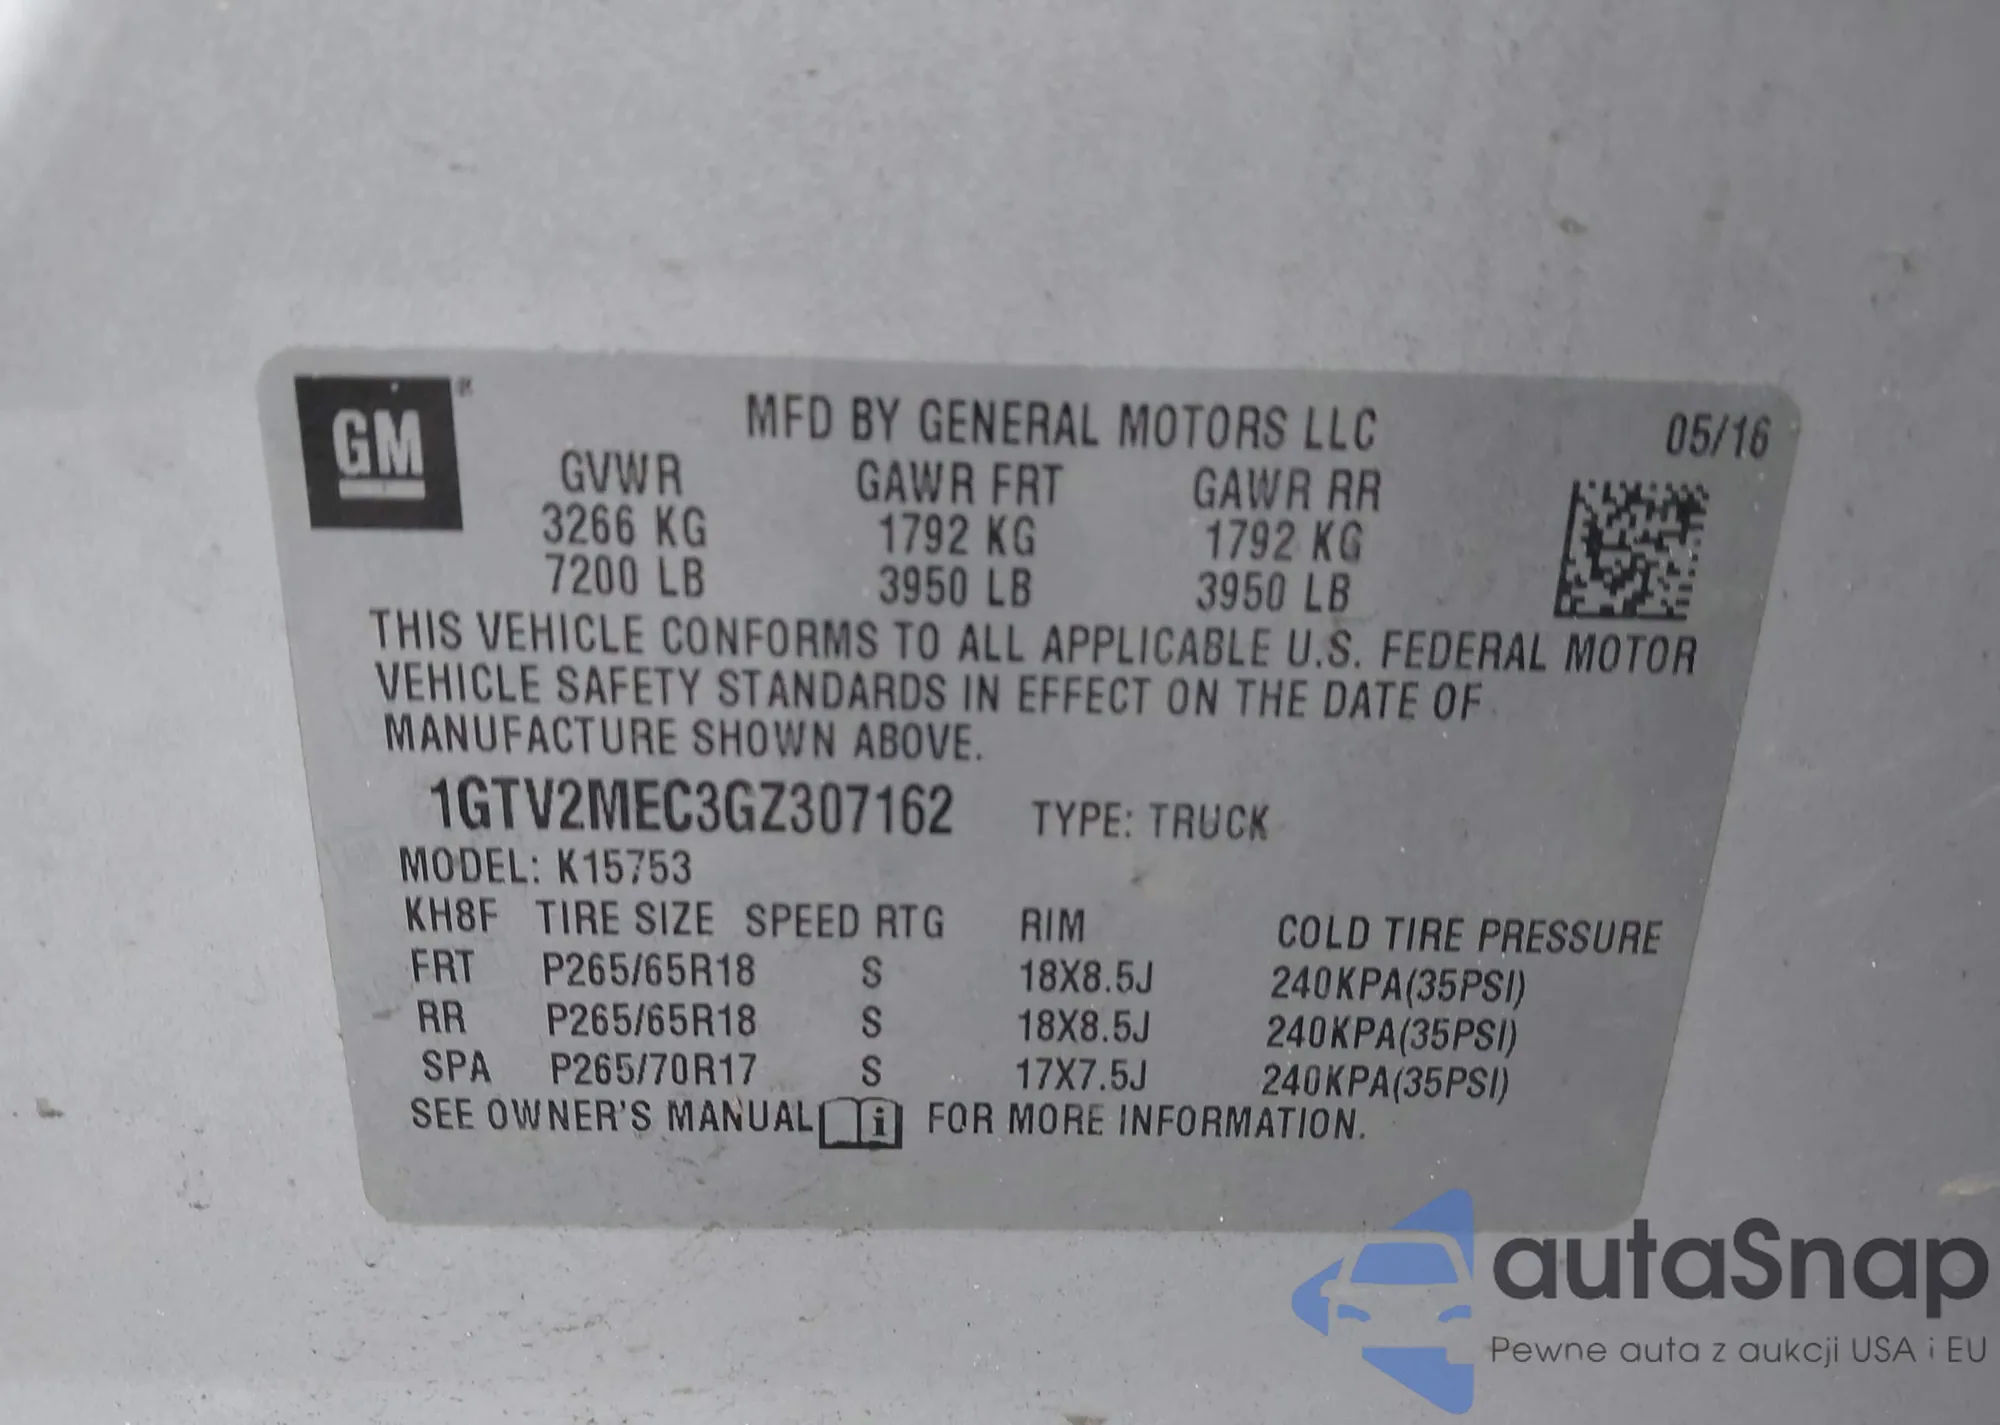 GM®
MFD BY GENERAL MOTORS LLC 05/16
GVWR GAWR FRT GAWR RR
3266 KG 1792 KG 1792 KG
7200 LB 3950 LB 3950 LB
THIS VEHICLE CONFORMS TO ALL APPLICABLE U.S. FEDERAL MOTOR
VEHICLE SAFETY STANDARDS IN EFFECT ON THE DATE OF
MANUFACTURE SHOWN ABOVE.
1GTV2MEC3GZ307162 TYPE: TRUCK
MODEL: K15753
KH8F TIRE SIZE SPEED RTG RIM COLD TIRE PRESSURE
FRT P265/65R18 S 18X8.5J 240KPA(35PSI)
RR P265/65R18 S 18X8.5J 240KPA(35PSI)
SPA P265/70R17 S 17X7.5J 240KPA(35PSI)
SEE OWNER'S MANUAL i FOR MORE INFORMATION.
autaSnap
Pewne auta z aukcji USA i EU